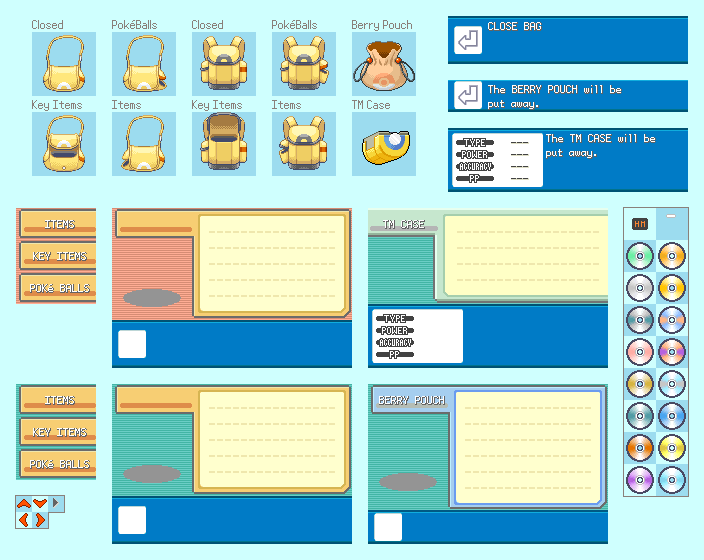 Closed
PokéBalls
Closed
PokéBalls
Berry Pouch
Key Items
Items
Key Items
Items
TM Case
CLOSE BAG
The BERRY POUCH will be
put away.
TYPE ---
POWER ---
ACCURACY ---
PP ---
The TM CASE will be
put away.
ITEMS
KEY ITEMS
POKé BALLS
TM CASE
TYPE
POWER
ACCURACY
PP
HM
ITEMS
KEY ITEMS
POKé BALLS
BERRY POUCH